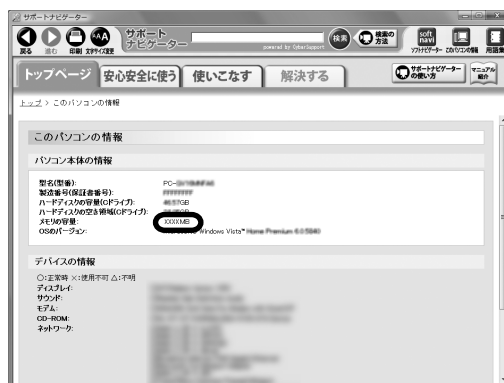 サポートナビゲーター
戻る 進む 印刷 文字サイズ変更
サポート
ナビゲーター
powered by CyberSupport
検索 検索の方法
soft navi
ソフトナビゲーター このパソコンの情報 用語集
トップページ 安心安全に使う 使いこなす 解決する
サポートナビゲーターの使い方 マニュアル紹介
トップ > このパソコンの情報
このパソコンの情報
パソコン本体の情報
型名(型番): PC-
製造番号(保証書番号): FFFFFFFF
ハードディスクの容量(Cドライブ): 46.57GB
ハードディスクの空き領域(Cドライブ):
メモリの容量: XXXXMB
OSのバージョン: Windows Vista™ Home Premium 6.0.5840
デバイスの情報
○:正常時 ×:使用不可 △:不明
ディスプレイ:
サウンド:
モデム:
CD-ROM:
ネットワーク: